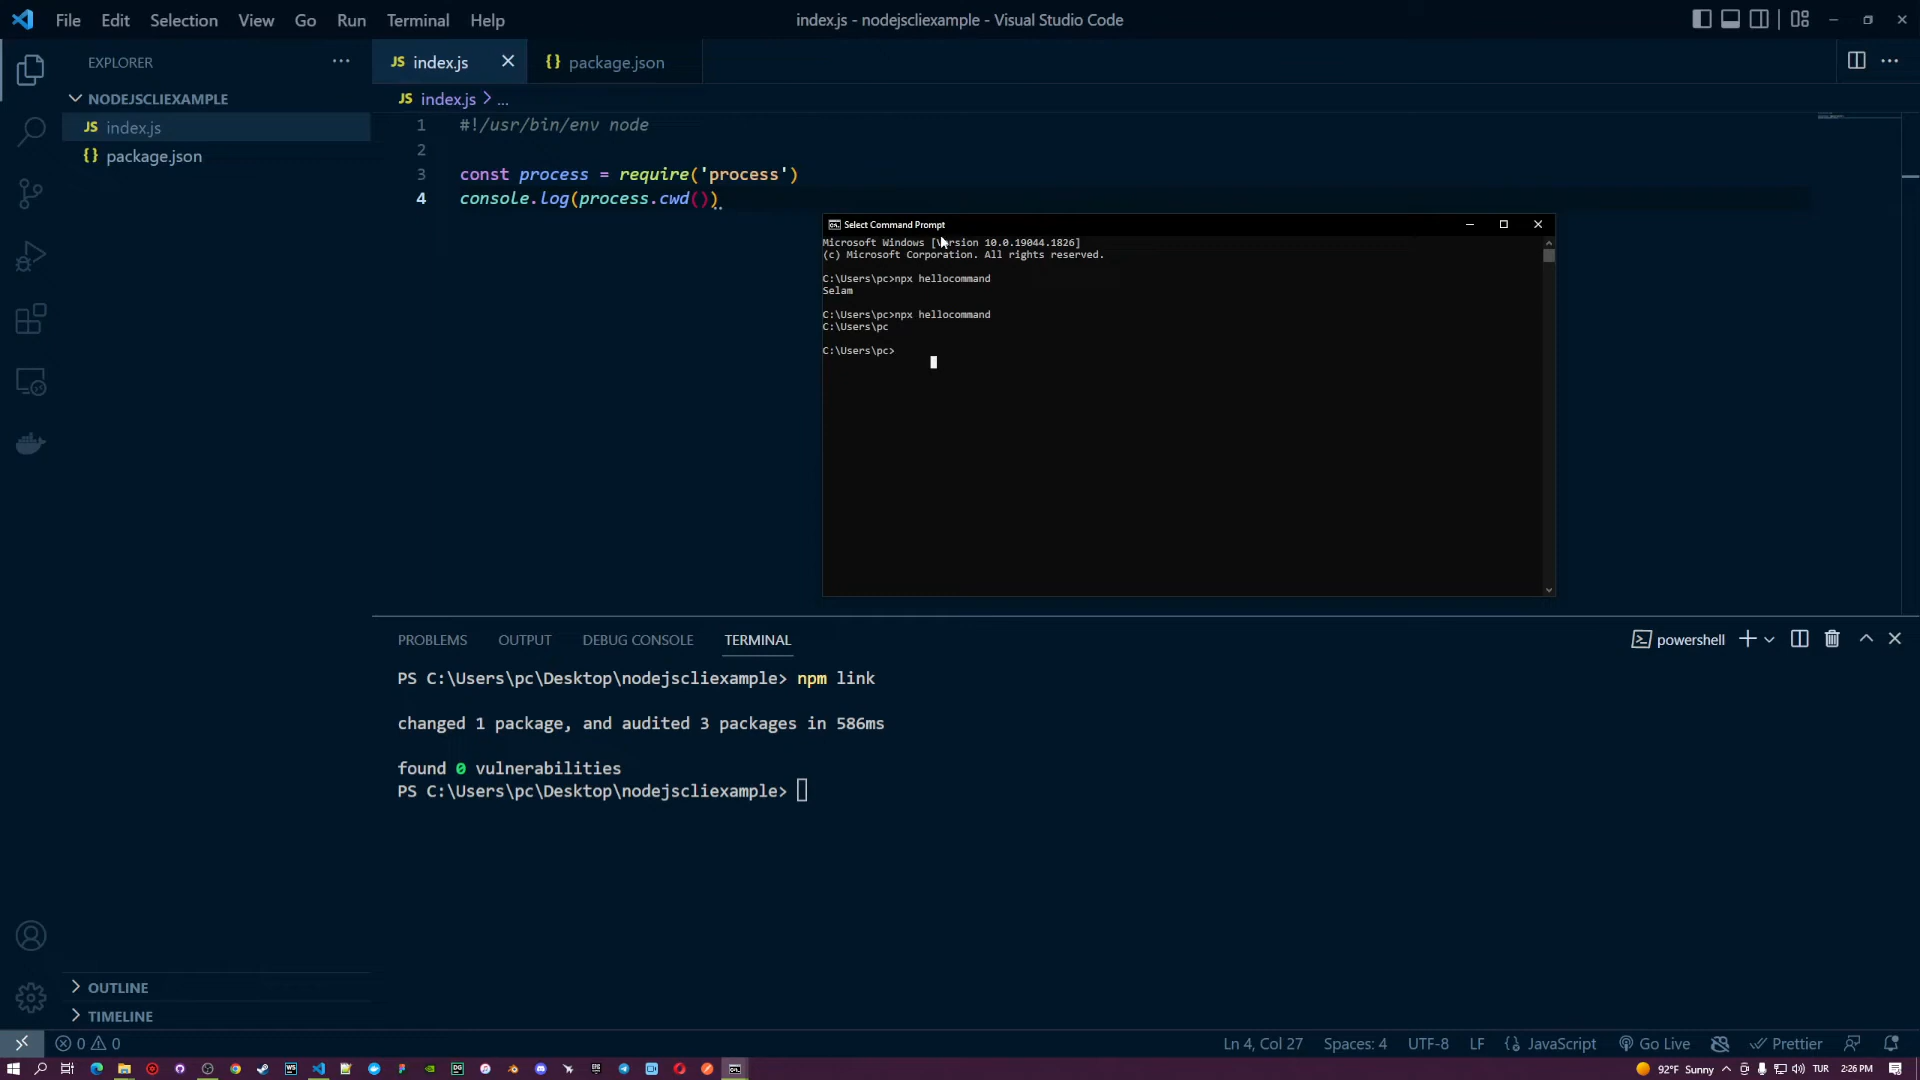 File Edit Selection View Go Run Terminal Help
index.js - nodejscliexample - Visual Studio Code
EXPLORER
JS index.js
{} package.json
NODEJSCLIEXAMPLE
JS index.js > ...
JS index.js
{} package.json
1 #!/usr/bin/env node
2
3 const process = require('process')
4 console.log(process.cwd())
Select Command Prompt
Microsoft Windows [Version 10.0.19044.1826]
(c) Microsoft Corporation. All rights reserved.
C:\Users\pc>npx hellocommand
Selam
C:\Users\pc>npx hellocommand
C:\Users\pc
C:\Users\pc>
PROBLEMS OUTPUT DEBUG CONSOLE TERMINAL
powershell
PS C:\Users\pc\Desktop\nodejscliexample> npm link
changed 1 package, and audited 3 packages in 586ms
found 0 vulnerabilities
PS C:\Users\pc\Desktop\nodejscliexample>
OUTLINE
TIMELINE
0 0
Ln 4, Col 27 Spaces: 4 UTF-8 LF {} JavaScript Go Live Prettier
92°F Sunny TUR 2:26 PM